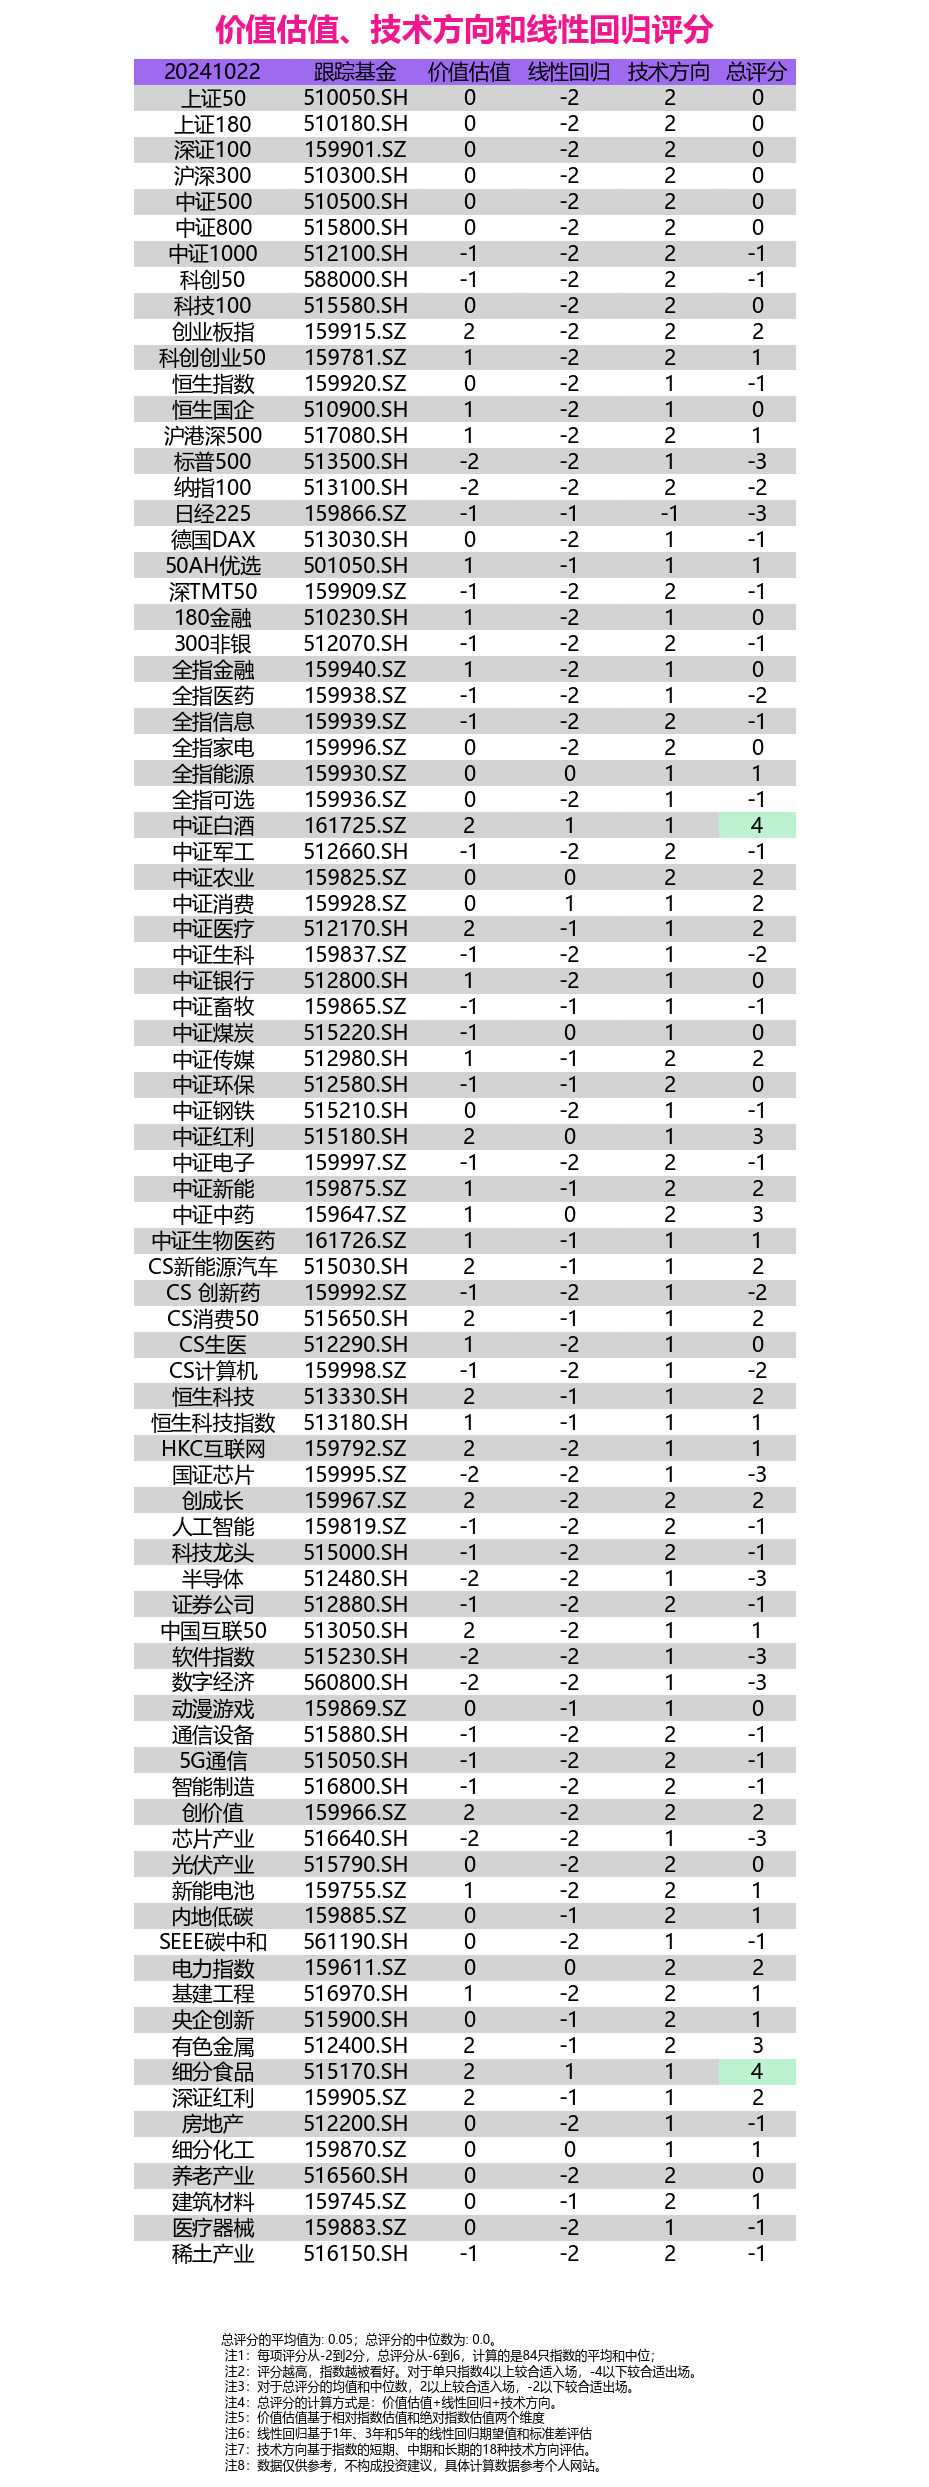 价值估值、技术方向和线性回归评分
20241022 跟踪基金 价值估值 线性回归 技术方向 总评分
上证50 510050.SH 0 -2 2 0
上证180 510180.SH 0 -2 2 0
深证100 159901.SZ 0 -2 2 0
沪深300 510300.SH 0 -2 2 0
中证500 510500.SH 0 -2 2 0
中证800 515800.SH 0 -2 2 0
中证1000 512100.SH -1 -2 2 -1
科创50 588000.SH -1 -2 2 -1
科技100 515580.SH 0 -2 2 0
创业板指 159915.SZ 2 -2 2 2
科创创业50 159781.SZ 1 -2 2 1
恒生指数 159920.SZ 0 -2 1 -1
恒生国企 510900.SH 1 -2 1 0
沪港深500 517080.SH 1 -2 2 1
标普500 513500.SH -2 -2 1 -3
纳指100 513100.SH -2 -2 2 -2
日经225 159866.SZ -1 -1 -1 -3
德国DAX 513030.SH 0 -2 1 -1
50AH优选 501050.SH 1 -1 1 1
深TMT50 159909.SZ -1 -2 2 -1
180金融 510230.SH 1 -2 1 0
300非银 512070.SH -1 -2 2 -1
全指金融 159940.SZ 1 -2 1 0
全指医药 159938.SZ -1 -2 1 -2
全指信息 159939.SZ -1 -2 2 -1
全指家电 159996.SZ 0 -2 2 0
全指能源 159930.SZ 0 0 1 1
全指可选 159936.SZ 0 -2 1 -1
中证白酒 161725.SZ 2 1 1 4
中证军工 512660.SH -1 -2 2 -1
中证农业 159825.SZ 0 0 2 2
中证消费 159928.SZ 0 1 1 2
中证医疗 512170.SH 2 -1 1 2
中证生科 159837.SZ -1 -2 1 -2
中证银行 512800.SH 1 -2 1 0
中证畜牧 159865.SZ -1 -1 1 -1
中证煤炭 515220.SH -1 0 1 0
中证传媒 512980.SH 1 -1 2 2
中证环保 512580.SH -1 -1 2 0
中证钢铁 515210.SH 0 -2 1 -1
中证红利 515180.SH 2 0 1 3
中证电子 159997.SZ -1 -2 2 -1
中证新能 159875.SZ 1 -1 2 2
中证中药 159647.SZ 1 0 2 3
中证生物医药 161726.SZ 1 -1 1 1
CS新能源汽车 515030.SH 2 -1 1 2
CS 创新药 159992.SZ -1 -2 1 -2
CS消费50 515650.SH 2 -1 1 2
CS生医 512290.SH 1 -2 1 0
CS计算机 159998.SZ -1 -2 1 -2
恒生科技 513330.SH 2 -1 1 2
恒生科技指数 513180.SH 1 -1 1 1
HKC互联网 159792.SZ 2 -2 1 1
国证芯片 159995.SZ -2 -2 1 -3
创成长 159967.SZ 2 -2 2 2
人工智能 159819.SZ -1 -2 2 -1
科技龙头 515000.SH -1 -2 2 -1
半导体 512480.SH -2 -2 1 -3
证券公司 512880.SH -1 -2 2 -1
中国互联50 513050.SH 2 -2 1 1
软件指数 515230.SH -2 -2 1 -3
数字经济 560800.SH -2 -2 1 -3
动漫游戏 159869.SZ 0 -1 1 0
通信设备 515880.SH -1 -2 2 -1
5G通信 515050.SH -1 -2 2 -1
智能制造 516800.SH -1 -2 2 -1
创价值 159966.SZ 2 -2 2 2
芯片产业 516640.SH -2 -2 1 -3
光伏产业 515790.SH 0 -2 2 0
新能电池 159755.SZ 1 -2 2 1
内地低碳 159885.SZ 0 -1 2 1
SEEE碳中和 561190.SH 0 -2 1 -1
电力指数 159611.SZ 0 0 2 2
基建工程 516970.SH 1 -2 2 1
央企创新 515900.SH 0 -1 2 1
有色金属 512400.SH 2 -1 2 3
细分食品 515170.SH 2 1 1 4
深证红利 159905.SZ 2 -1 1 2
房地产 512200.SH 0 -2 1 -1
细分化工 159870.SZ 0 0 1 1
养老产业 516560.SH 0 -2 2 0
建筑材料 159745.SZ 0 -1 2 1
医疗器械 159883.SZ 0 -2 1 -1
稀土产业 516150.SH -1 -2 2 -1
总评分的平均值为: 0.05；总评分的中位数为: 0.0。
注1：每项评分从-2到2分，总评分从-6到6，计算的是84只指数的平均和中位；
注2：评分越高，指数越被看好。对于单只指数4以上较合适入场，-4以下较合适出场。
注3：对于总评分的均值和中位数，2以上较合适入场，-2以下较合适出场。
注4：总评分的计算方式是：价值估值+线性回归+技术方向。
注5：价值估值基于相对指数估值和绝对指数估值两个维度
注6：线性回归基于1年、3年和5年的线性回归期望值和标准差评估
注7：技术方向基于指数的短期、中期和长期的18种技术方向评估。
注8：数据仅供参考，不构成投资建议，具体计算数据参考个人网站。